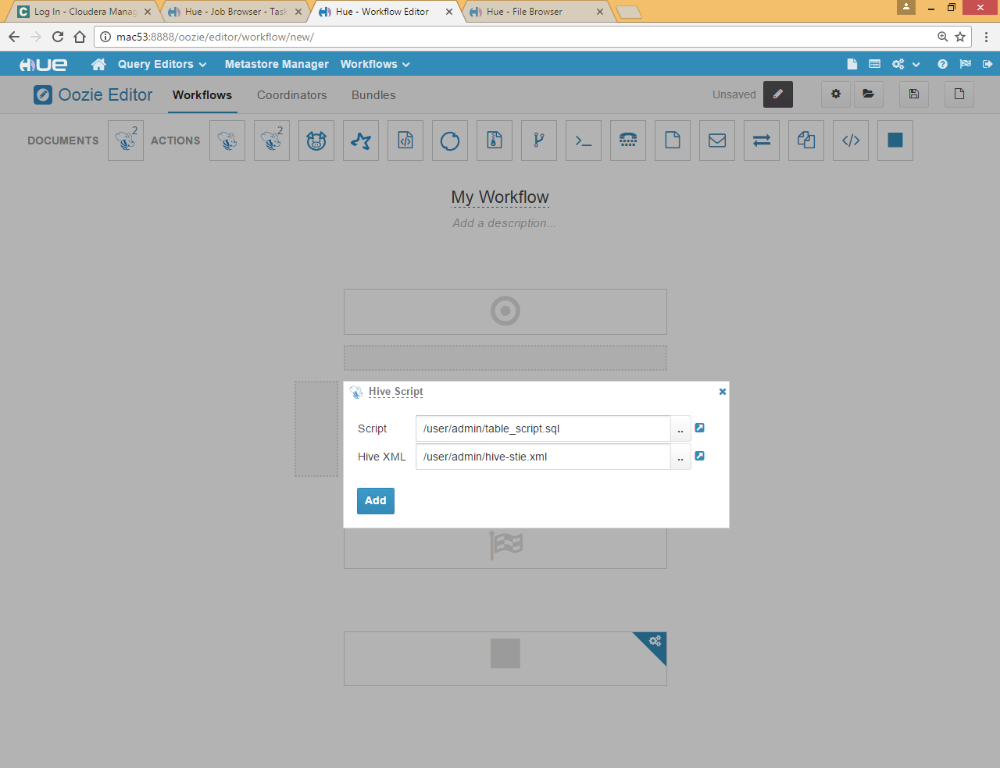 Log In - Cloudera Manag
Hue - Job Browser - Task
Hue - Workflow Editor
Hue - File Browser
mac53:8888/oozie/editor/workflow/new/
HUE
Query Editors
Metastore Manager
Workflows
Oozie Editor
Workflows
Coordinators
Bundles
Unsaved
DOCUMENTS
2
ACTIONS
2
My Workflow
Add a description...
Hive Script
Script
/user/admin/table_script.sql
..
Hive XML
/user/admin/hive-stie.xml
..
Add